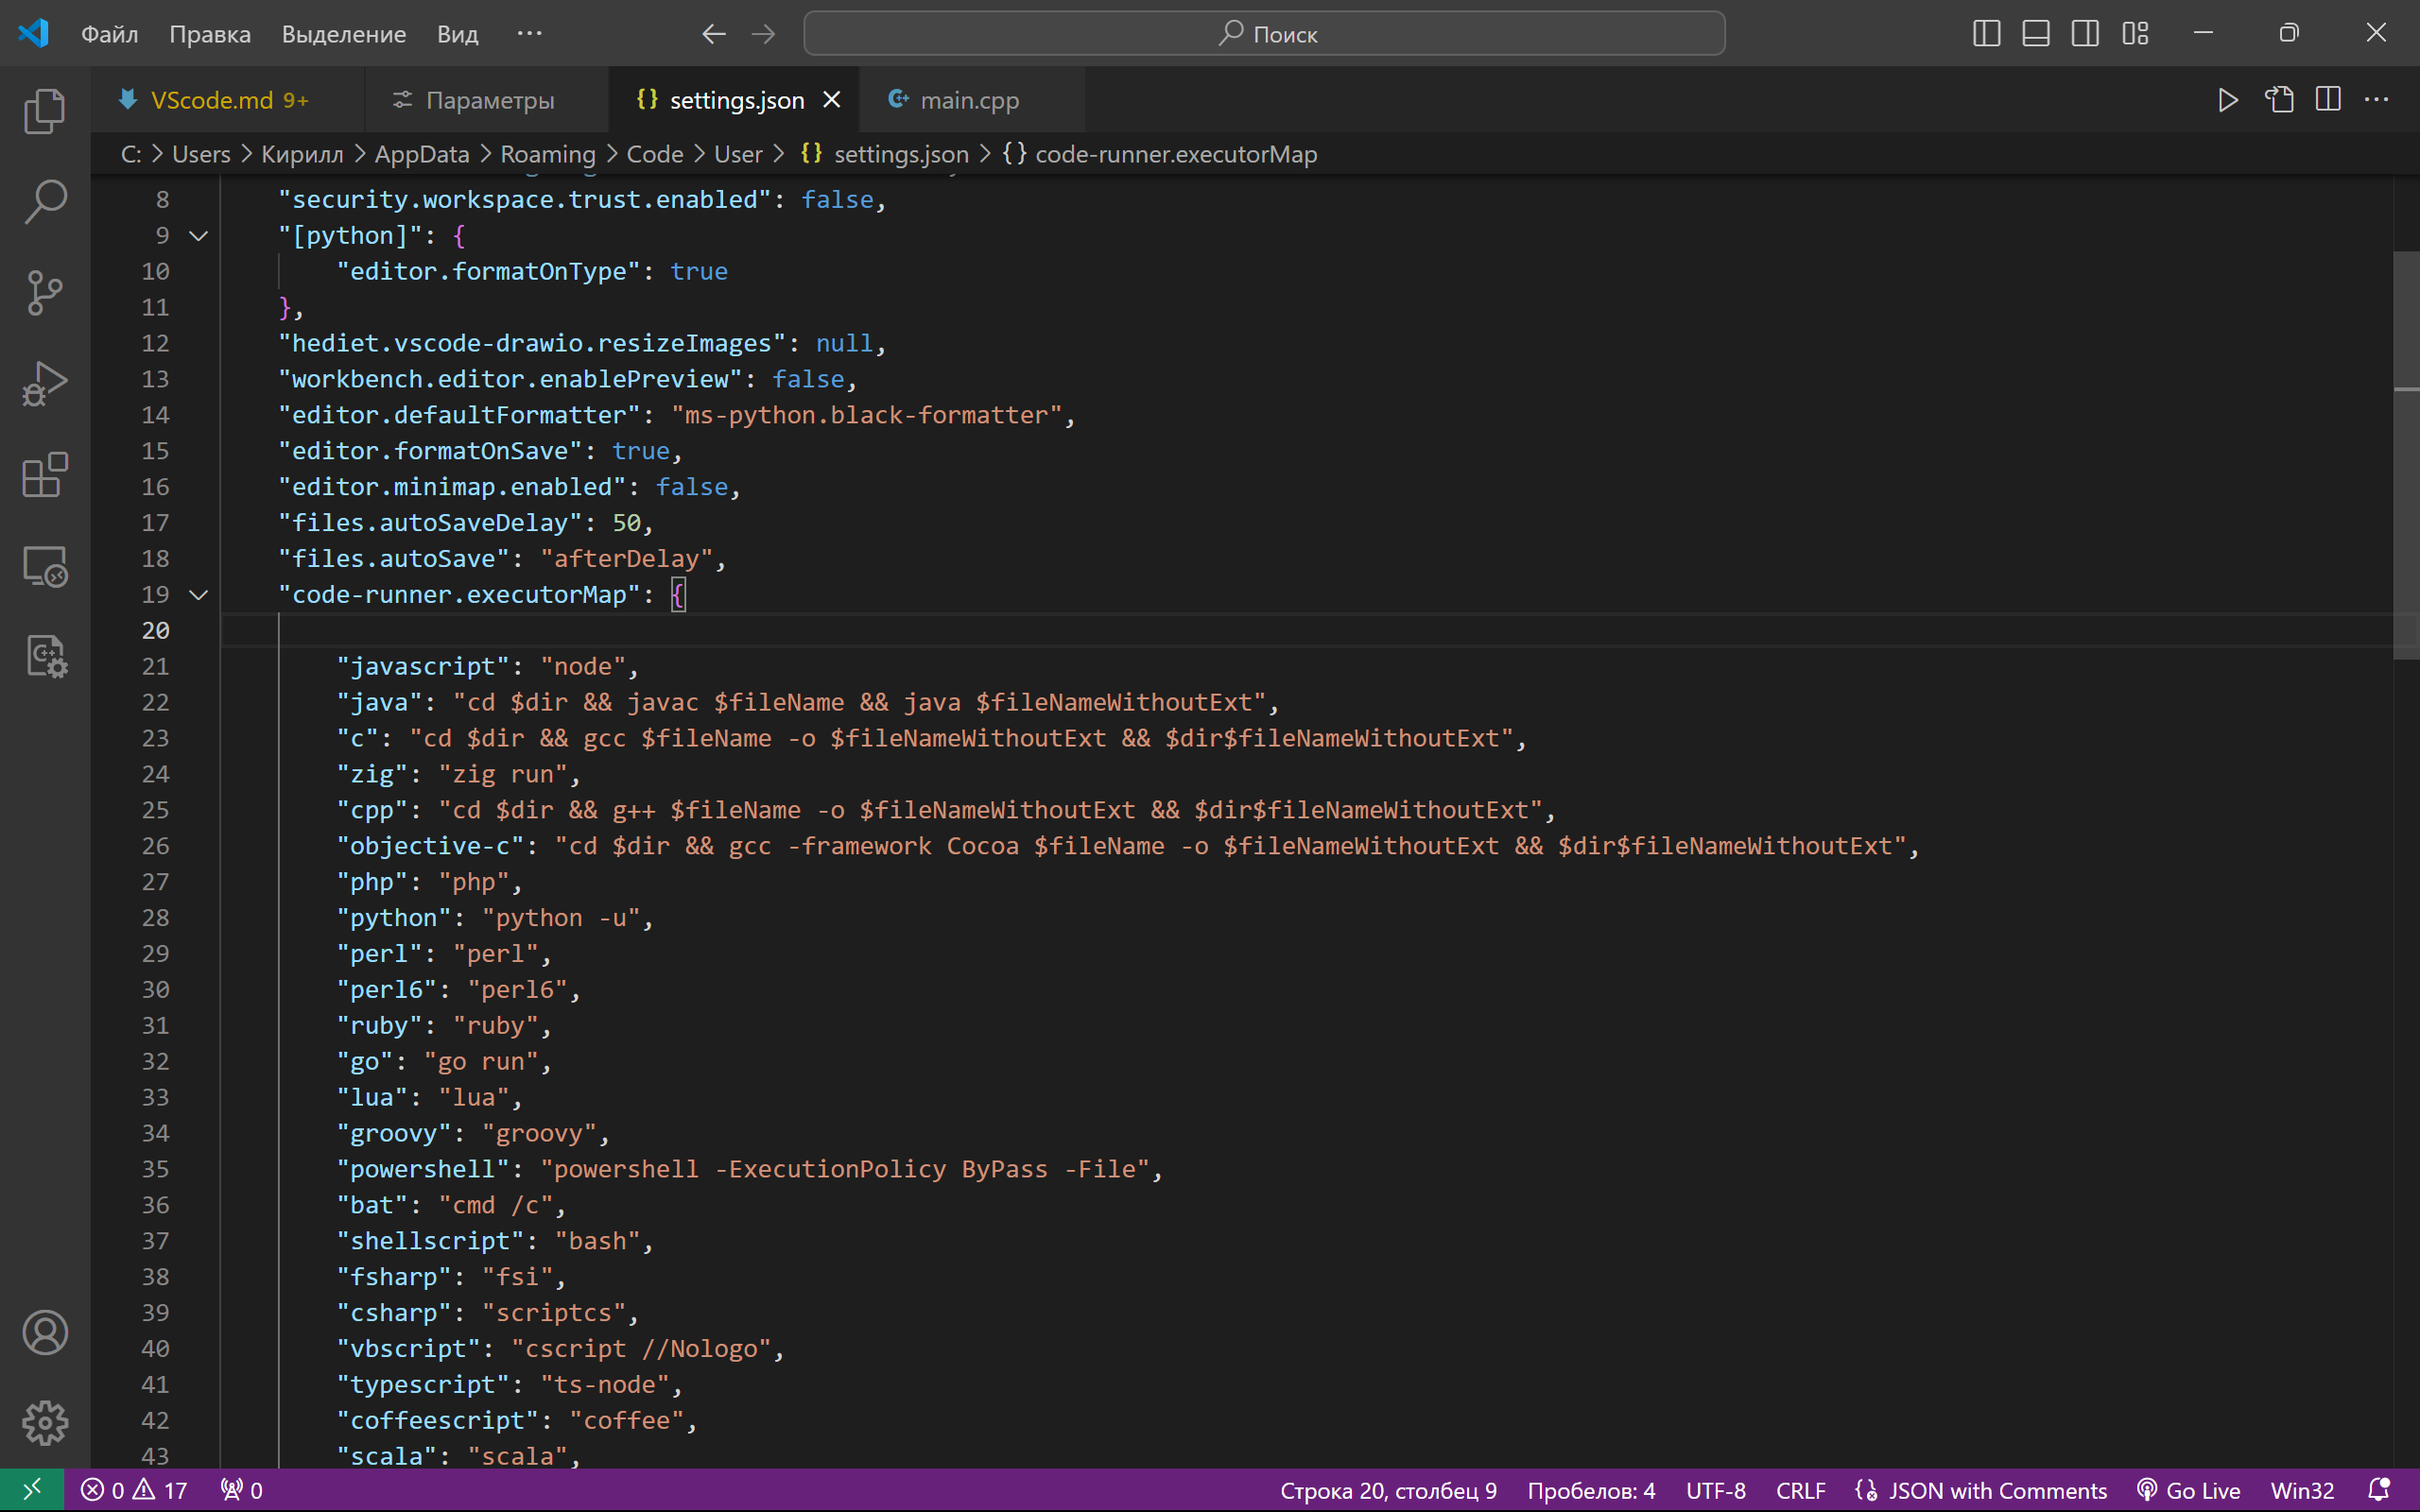 Файл Правка Выделение Вид ··· Поиск
VScode.md 9+ Параметры {} settings.json main.cpp
C: > Users > Кирилл > AppData > Roaming > Code > User > {} settings.json > {} code-runner.executorMap
8 "security.workspace.trust.enabled": false,
9 "[python]": {
10 "editor.formatOnType": true
11 },
12 "hediet.vscode-drawio.resizeImages": null,
13 "workbench.editor.enablePreview": false,
14 "editor.defaultFormatter": "ms-python.black-formatter",
15 "editor.formatOnSave": true,
16 "editor.minimap.enabled": false,
17 "files.autoSaveDelay": 50,
18 "files.autoSave": "afterDelay",
19 "code-runner.executorMap": {
20
21 "javascript": "node",
22 "java": "cd $dir && javac $fileName && java $fileNameWithoutExt",
23 "c": "cd $dir && gcc $fileName -o $fileNameWithoutExt && $dir$fileNameWithoutExt",
24 "zig": "zig run",
25 "cpp": "cd $dir && g++ $fileName -o $fileNameWithoutExt && $dir$fileNameWithoutExt",
26 "objective-c": "cd $dir && gcc -framework Cocoa $fileName -o $fileNameWithoutExt && $dir$fileNameWithoutExt",
27 "php": "php",
28 "python": "python -u",
29 "perl": "perl",
30 "perl6": "perl6",
31 "ruby": "ruby",
32 "go": "go run",
33 "lua": "lua",
34 "groovy": "groovy",
35 "powershell": "powershell -ExecutionPolicy ByPass -File",
36 "bat": "cmd /c",
37 "shellscript": "bash",
38 "fsharp": "fsi",
39 "csharp": "scriptcs",
40 "vbscript": "cscript //Nologo",
41 "typescript": "ts-node",
42 "coffeescript": "coffee",
43 "scala": "scala",
0 17 0 Строка 20, столбец 9 Пробелов: 4 UTF-8 CRLF JSON with Comments Go Live Win32